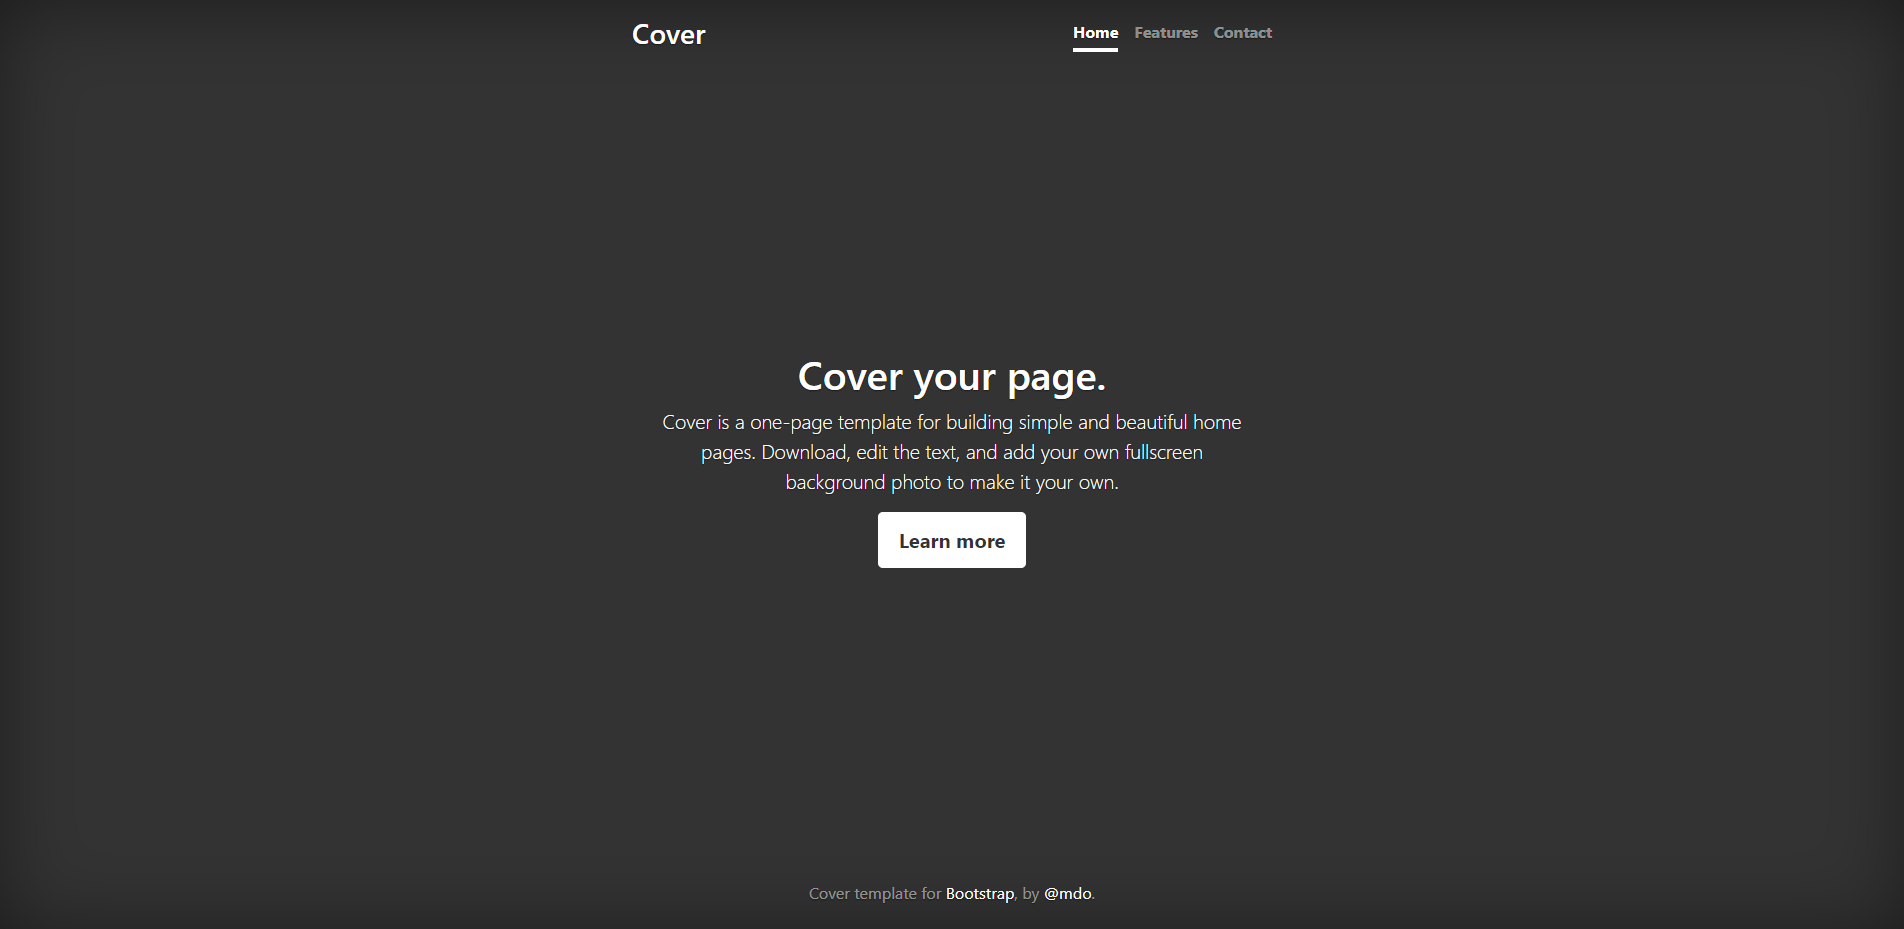 Cover
Home Features Contact
Cover your page.
Cover is a one-page template for building simple and beautiful home
pages. Download, edit the text, and add your own fullscreen
background photo to make it your own.
Learn more
Cover template for Bootstrap, by @mdo.